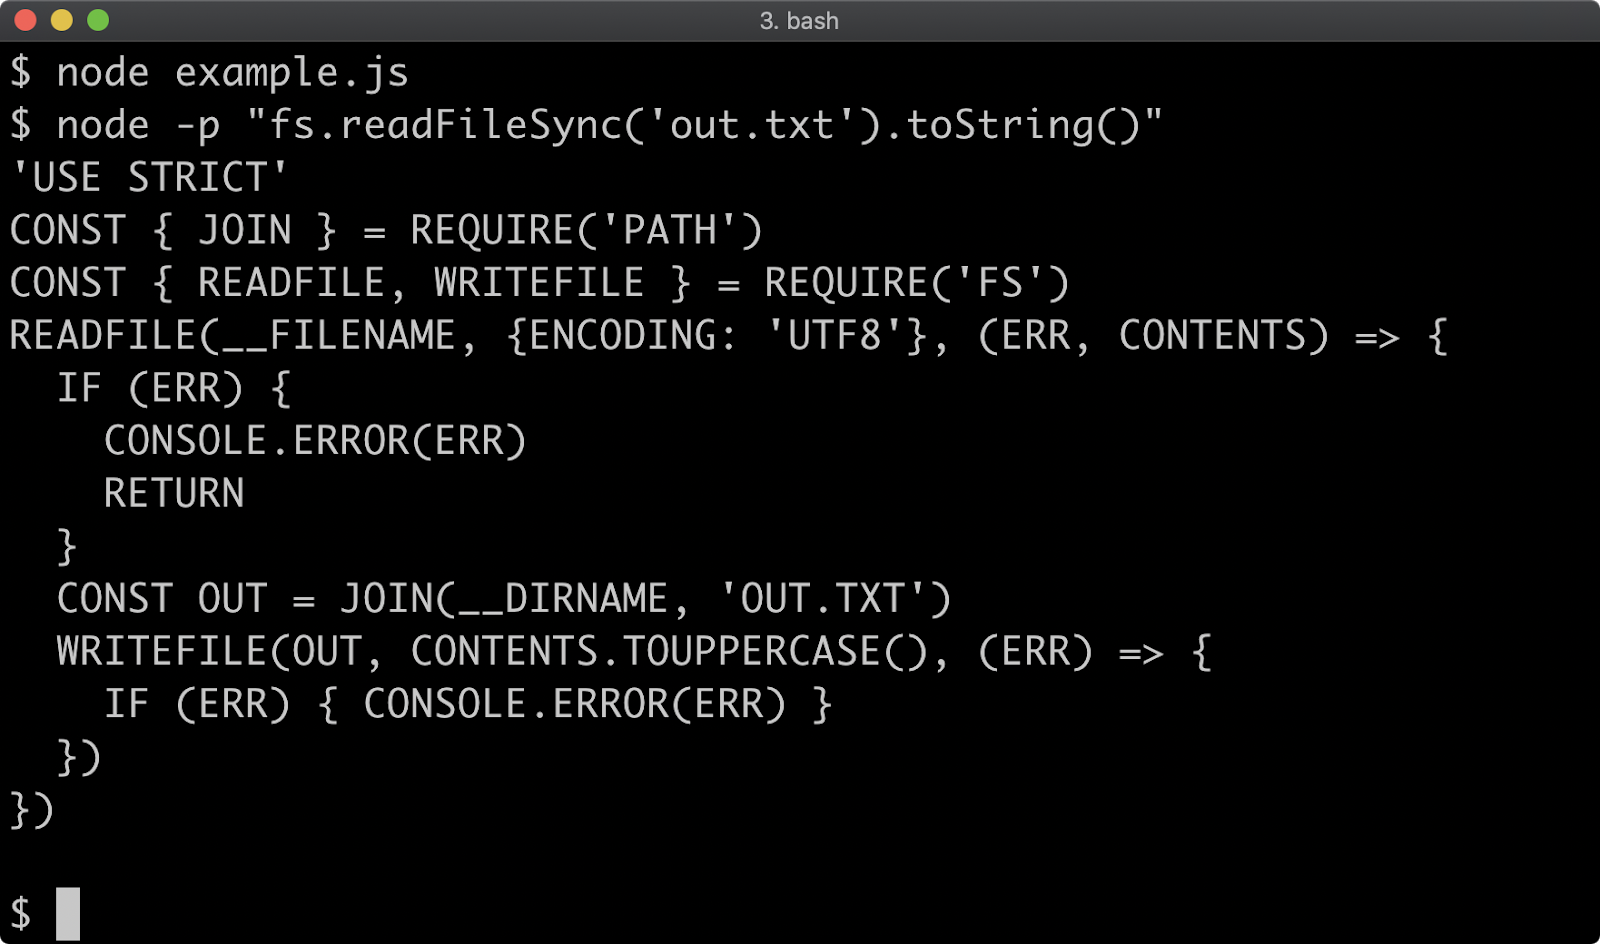 3. bash
$ node example.js
$ node -p "fs.readFileSync('out.txt').toString()"
'USE STRICT'
CONST { JOIN } = REQUIRE('PATH')
CONST { READFILE, WRITEFILE } = REQUIRE('FS')
READFILE(__FILENAME, {ENCODING: 'UTF8'}, (ERR, CONTENTS) => {
  IF (ERR) {
    CONSOLE.ERROR(ERR)
    RETURN
  }
  CONST OUT = JOIN(__DIRNAME, 'OUT.TXT')
  WRITEFILE(OUT, CONTENTS.TOUPPERCASE(), (ERR) => {
    IF (ERR) { CONSOLE.ERROR(ERR) }
  })
})
$